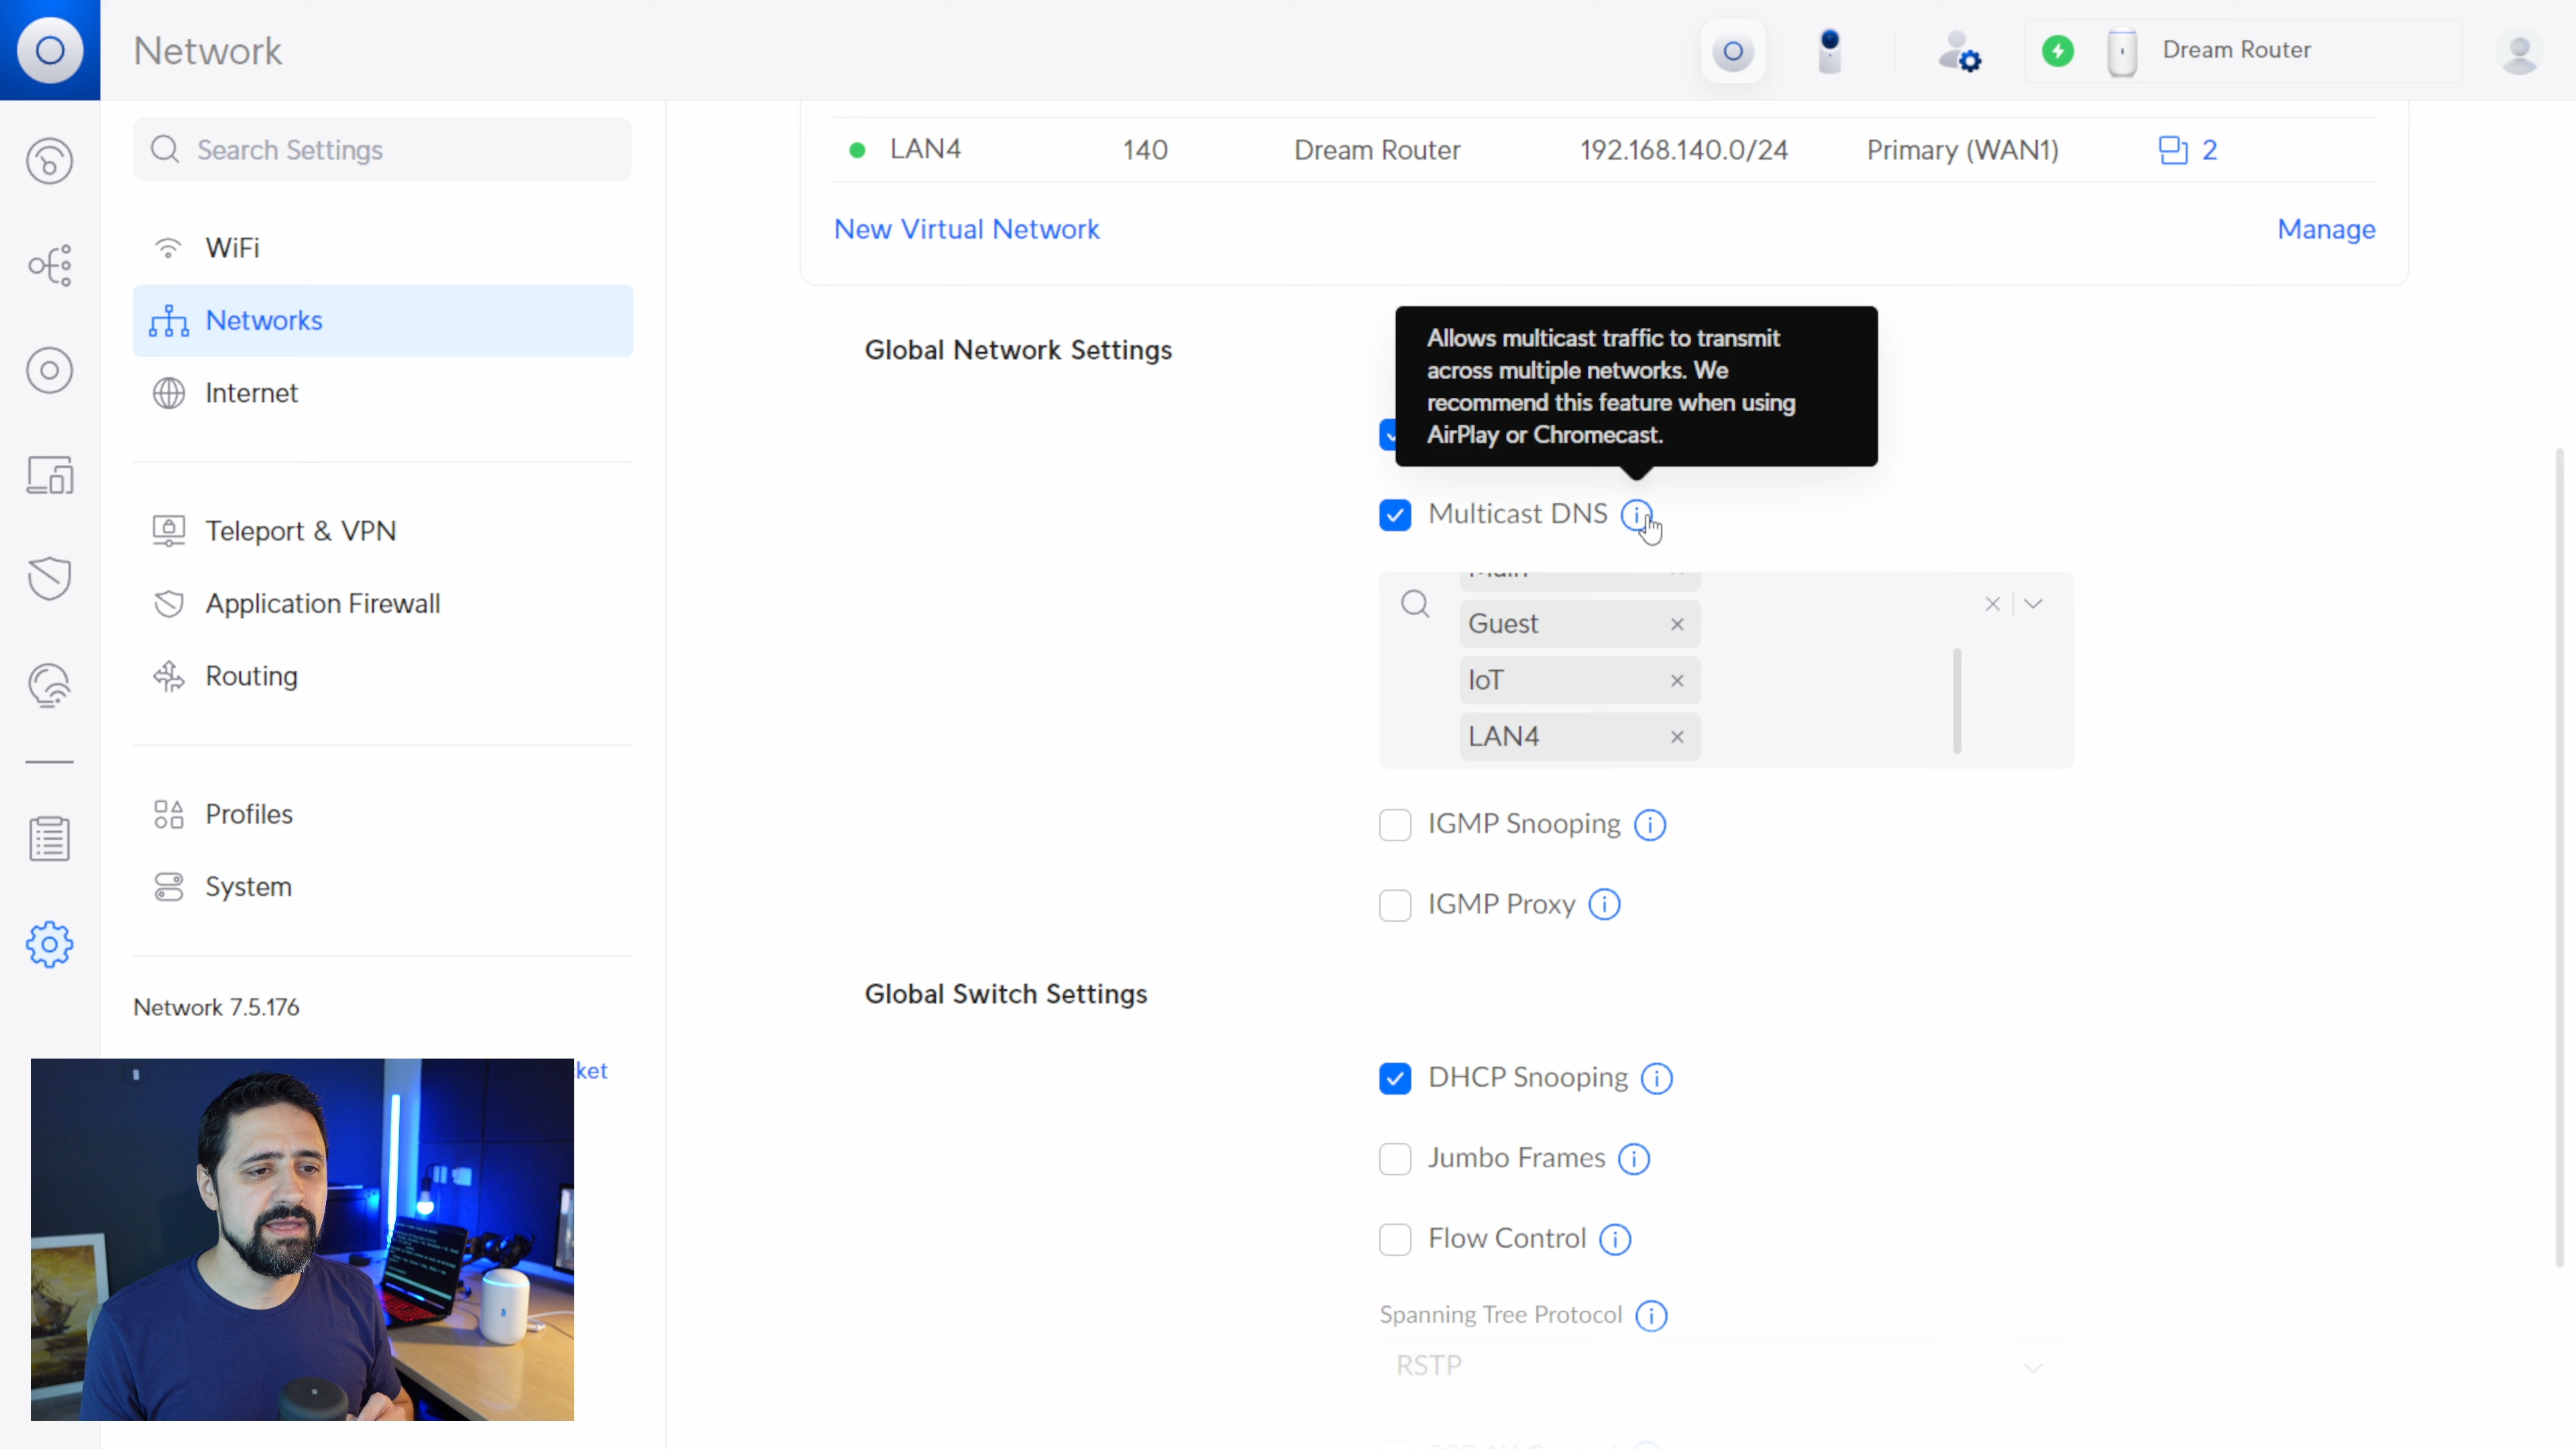 Network
Dream Router
Search Settings
WiFi
Networks
Internet
Teleport & VPN
Application Firewall
Routing
Profiles
System
Network 7.5.176
ket
LAN4 140 Dream Router 192.168.140.0/24 Primary (WAN1) 2
New Virtual Network Manage
Global Network Settings
Allows multicast traffic to transmit
across multiple networks. We
recommend this feature when using
AirPlay or Chromecast.
Multicast DNS
Main
Guest
IoT
LAN4
IGMP Snooping
IGMP Proxy
Global Switch Settings
DHCP Snooping
Jumbo Frames
Flow Control
Spanning Tree Protocol
RSTP